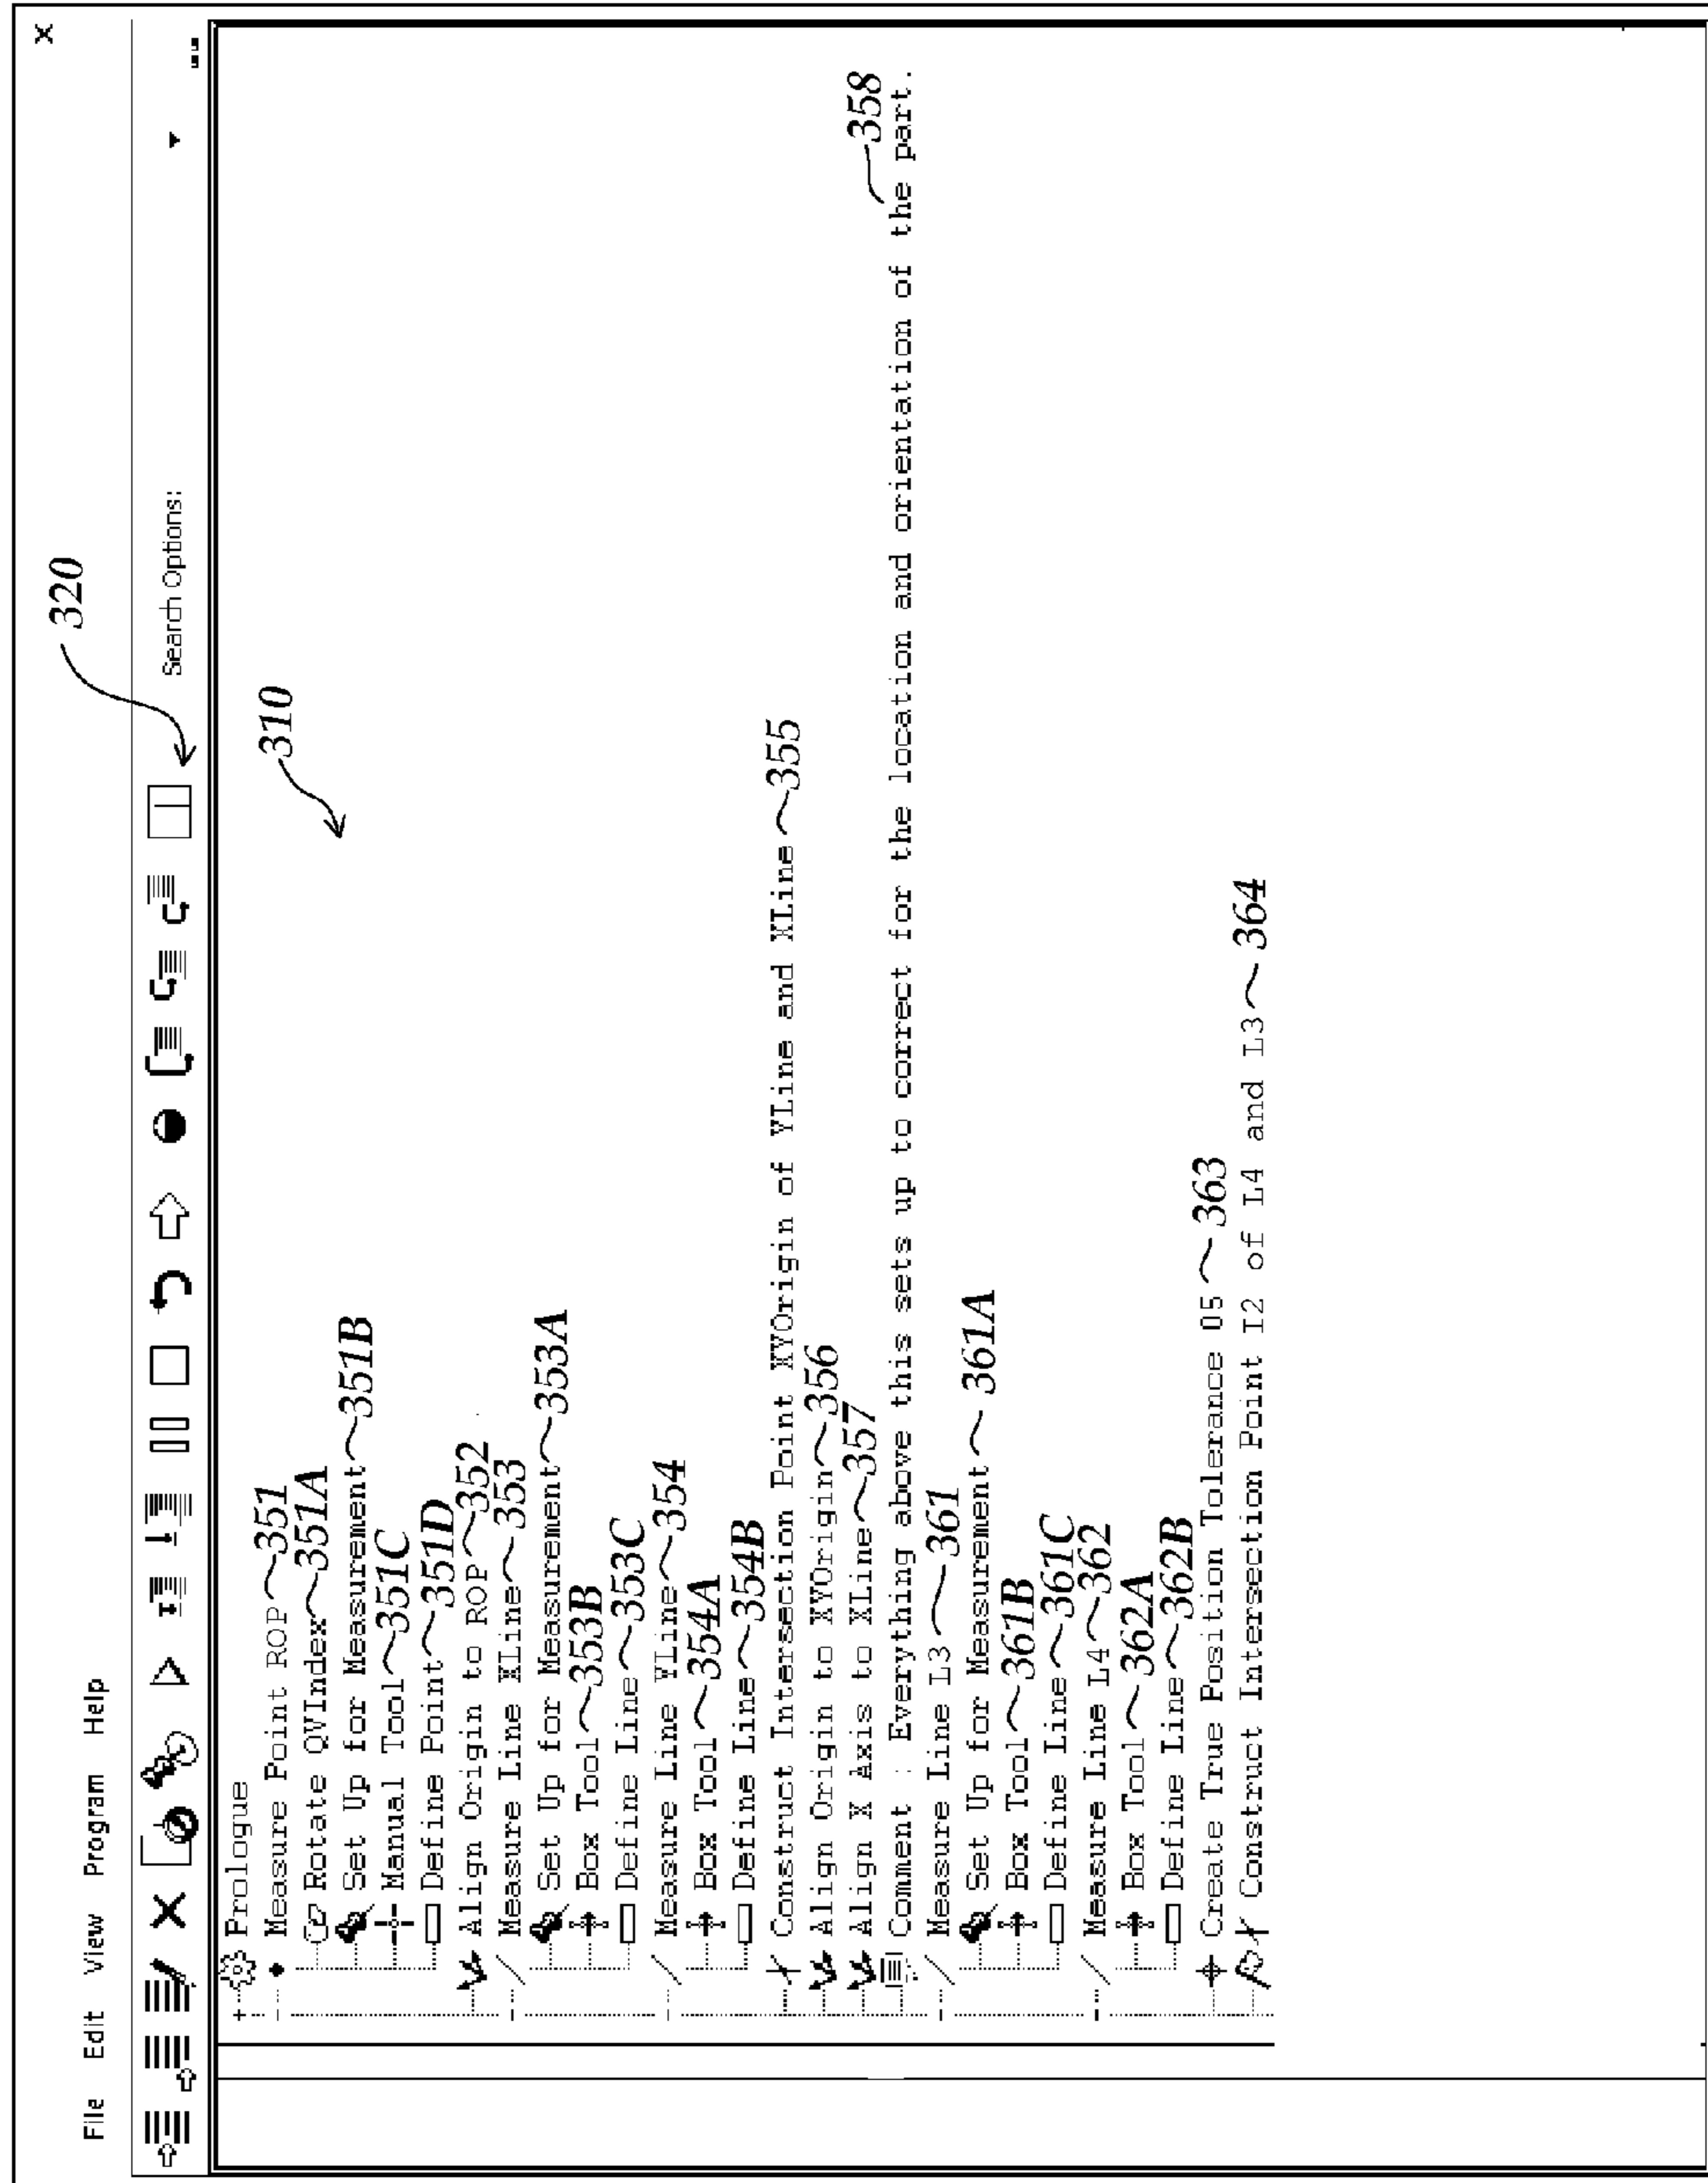 x
320
File Edit View Program Help
Search Options:
310
Prologue
Measure Point ROP 351
Rotate QVIndex 351A
Set Up for Measurement 351B
Manual Tool 351C
Define Point 351D
Align Origin to ROP 352
Measure Line XLine 353
Set Up for Measurement 353A
Box Tool 353B
Define Line 353C
Measure Line YLine 354
Box Tool 354A
Define Line 354B
Construct Intersection Point XYOrigin of YLine and XLine 355
Align Origin to XYOrigin 356
Align X Axis to XLine 357
358
Comment : Everything above this sets up to correct for the location and orientation of the part.
Measure Line L3 361
Set Up for Measurement 361A
Box Tool 361B
Define Line 361C
Measure Line L4 362
Box Tool 362A
Define Line 362B
Create True Position Tolerance 05 363
Construct Intersection Point I2 of L4 and L3 364